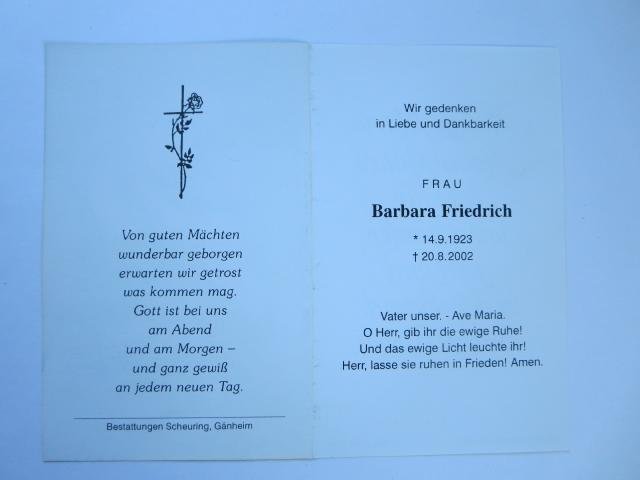 Von guten Mächten
wunderbar geborgen
erwarten wir getrost
was kommen mag.
Gott ist bei uns
am Abend
und am Morgen –
und ganz gewiß
an jedem neuen Tag.
Bestattungen Scheuring, Gänheim
Wir gedenken
in Liebe und Dankbarkeit
FRAU
Barbara Friedrich
* 14.9.1923
† 20.8.2002
Vater unser. - Ave Maria.
O Herr, gib ihr die ewige Ruhe!
Und das ewige Licht leuchte ihr!
Herr, lasse sie ruhen in Frieden! Amen.